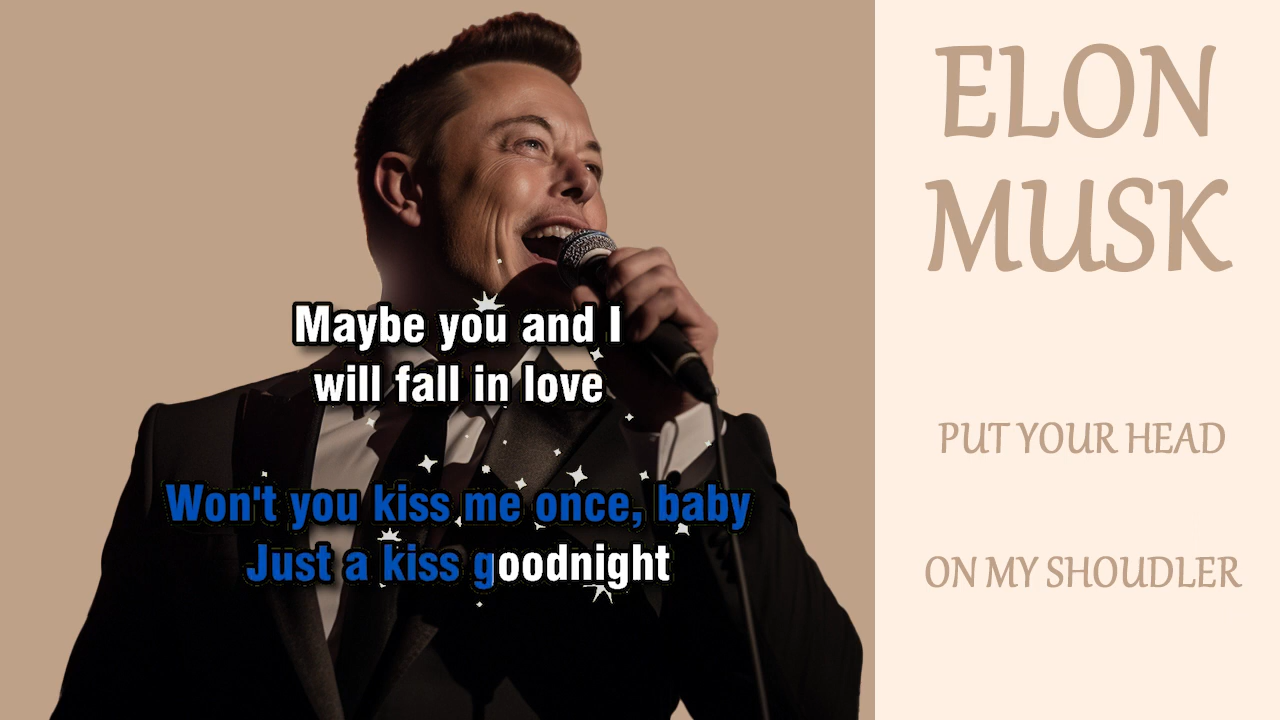 Maybe you and I
will fall in love
Won't you kiss me once, baby
Just a kiss goodnight
ELON
MUSK
PUT YOUR HEAD
ON MY SHOUDLER